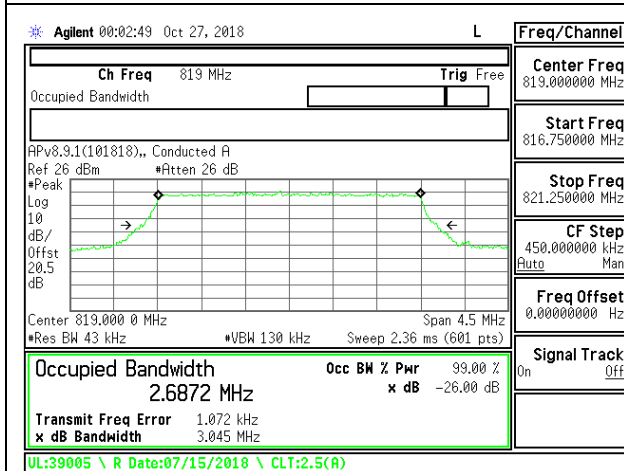 Agilent 00:02:49 Oct 27, 2018 L
Freq/Channel
Ch Freq 819 MHz Trig Free
Occupied Bandwidth
Center Freq
819.000000 MHz
Start Freq
816.750000 MHz
Stop Freq
821.250000 MHz
CF Step
450.000000 kHz
Auto Man
Freq Offset
0.00000000 Hz
Signal Track
On Off
APv8.9.1(101818),, Conducted A
Ref 26 dBm #Atten 26 dB
#Peak
Log
10
dB/
Offst
20.5
dB
Center 819.000 0 MHz Span 4.5 MHz
#Res BW 43 kHz #VBW 130 kHz Sweep 2.36 ms (601 pts)
Occupied Bandwidth Occ BW % Pwr 99.00 %
2.6872 MHz x dB -26.00 dB
Transmit Freq Error 1.072 kHz
x dB Bandwidth 3.045 MHz
UL:39005 \ R Date:07/15/2018 \ CLT:2.5(A)